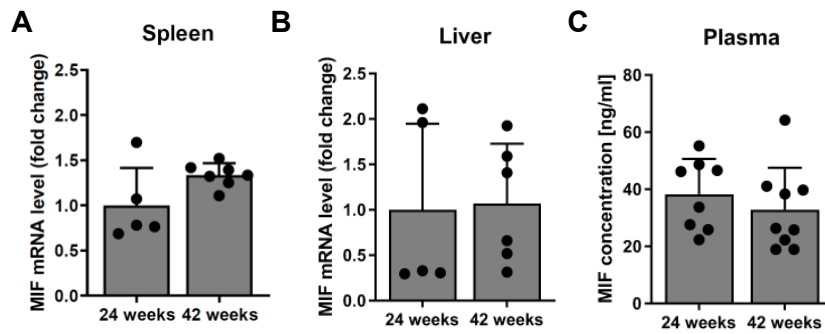 A
Spleen
MIF mRNA level (fold change)
2.5
2.0
1.5
1.0
0.5
0.0
24 weeks 42 weeks
B
Liver
MIF mRNA level (fold change)
2.5
2.0
1.5
1.0
0.5
0.0
24 weeks 42 weeks
C
Plasma
MIF concentration [ng/ml]
80
60
40
20
0
24 weeks 42 weeks